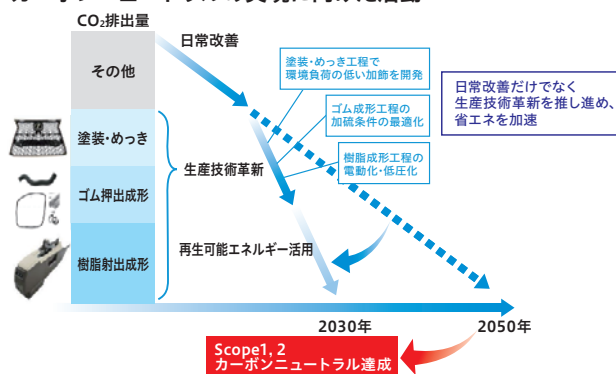 CO₂排出量
日常改善
その他
塗装・めっき
ゴム押出成形
樹脂射出成形
生産技術革新
再生可能エネルギー活用
塗装・めっき工程で
環境負荷の低い加飾を開発
ゴム成形工程の
加硫条件の最適化
樹脂成形工程の
電動化・低圧化
日常改善だけでなく
生産技術革新を推し進め、
省エネを加速
2030年
2050年
Scope1, 2
カーボンニュートラル達成